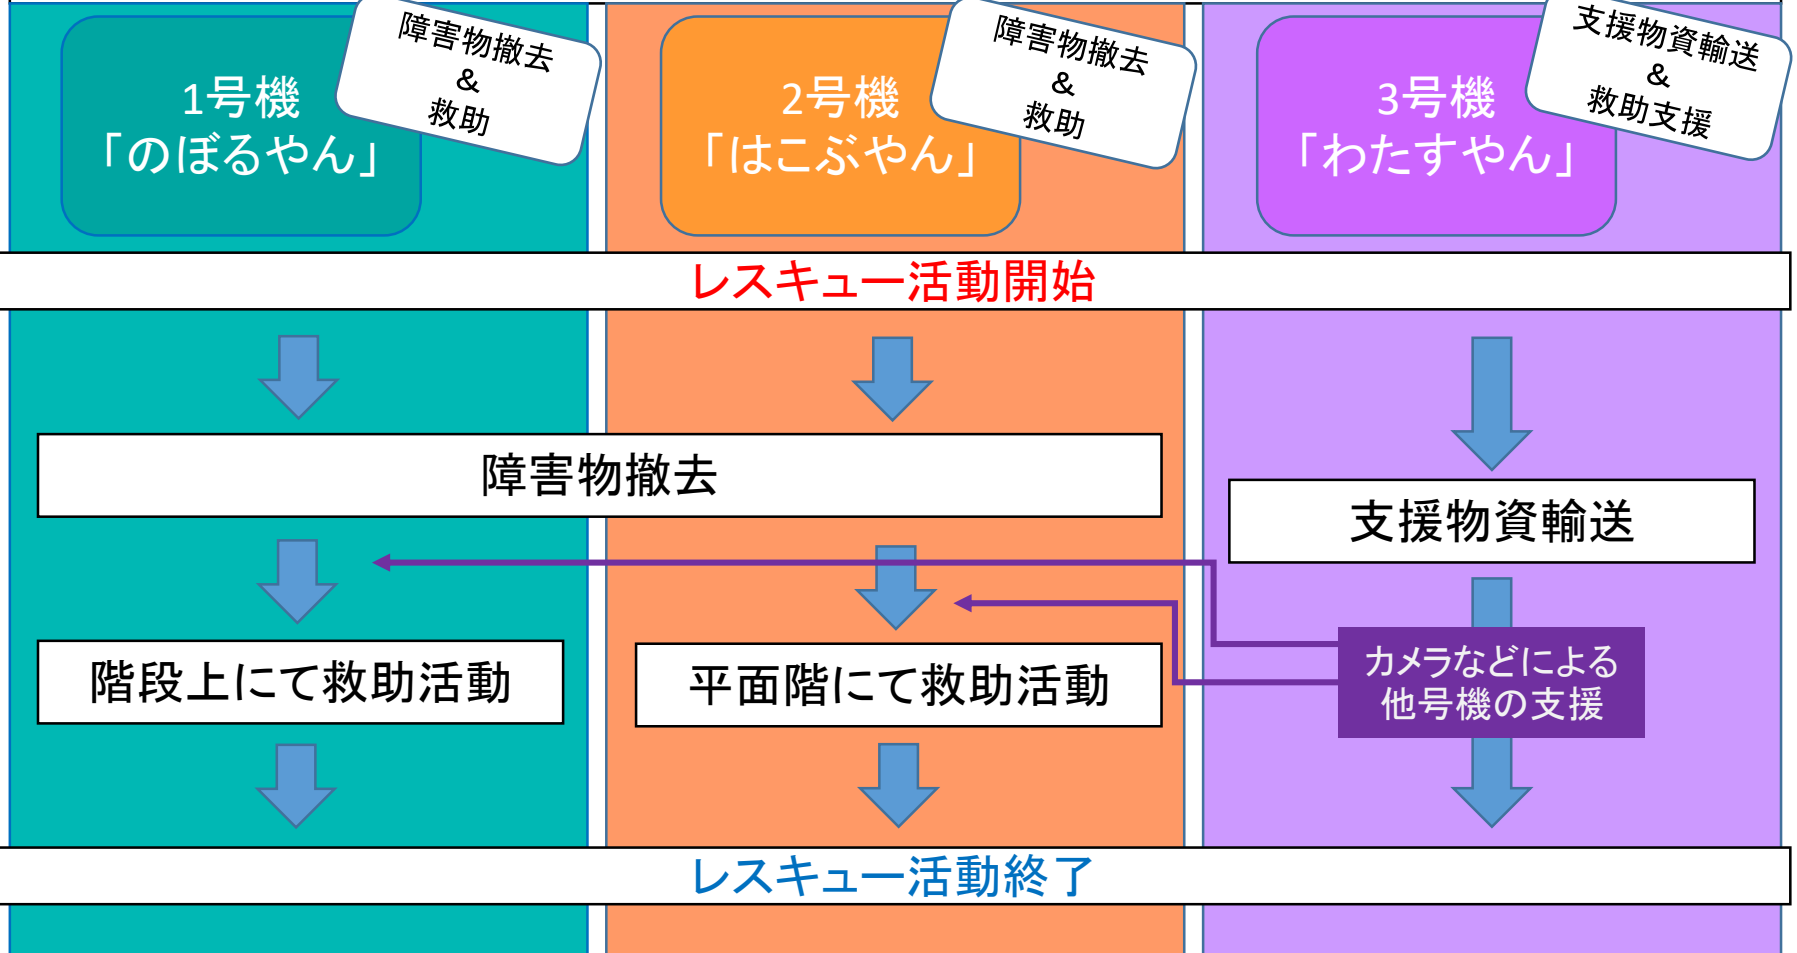 1号機
「のぼるやん」
障害物撤去
&
救助
2号機
「はこぶやん」
障害物撤去
&
救助
3号機
「わたすやん」
支援物資輸送
&
救助支援
レスキュー活動開始
障害物撤去
支援物資輸送
階段上にて救助活動
平面階にて救助活動
カメラなどによる
他号機の支援
レスキュー活動終了